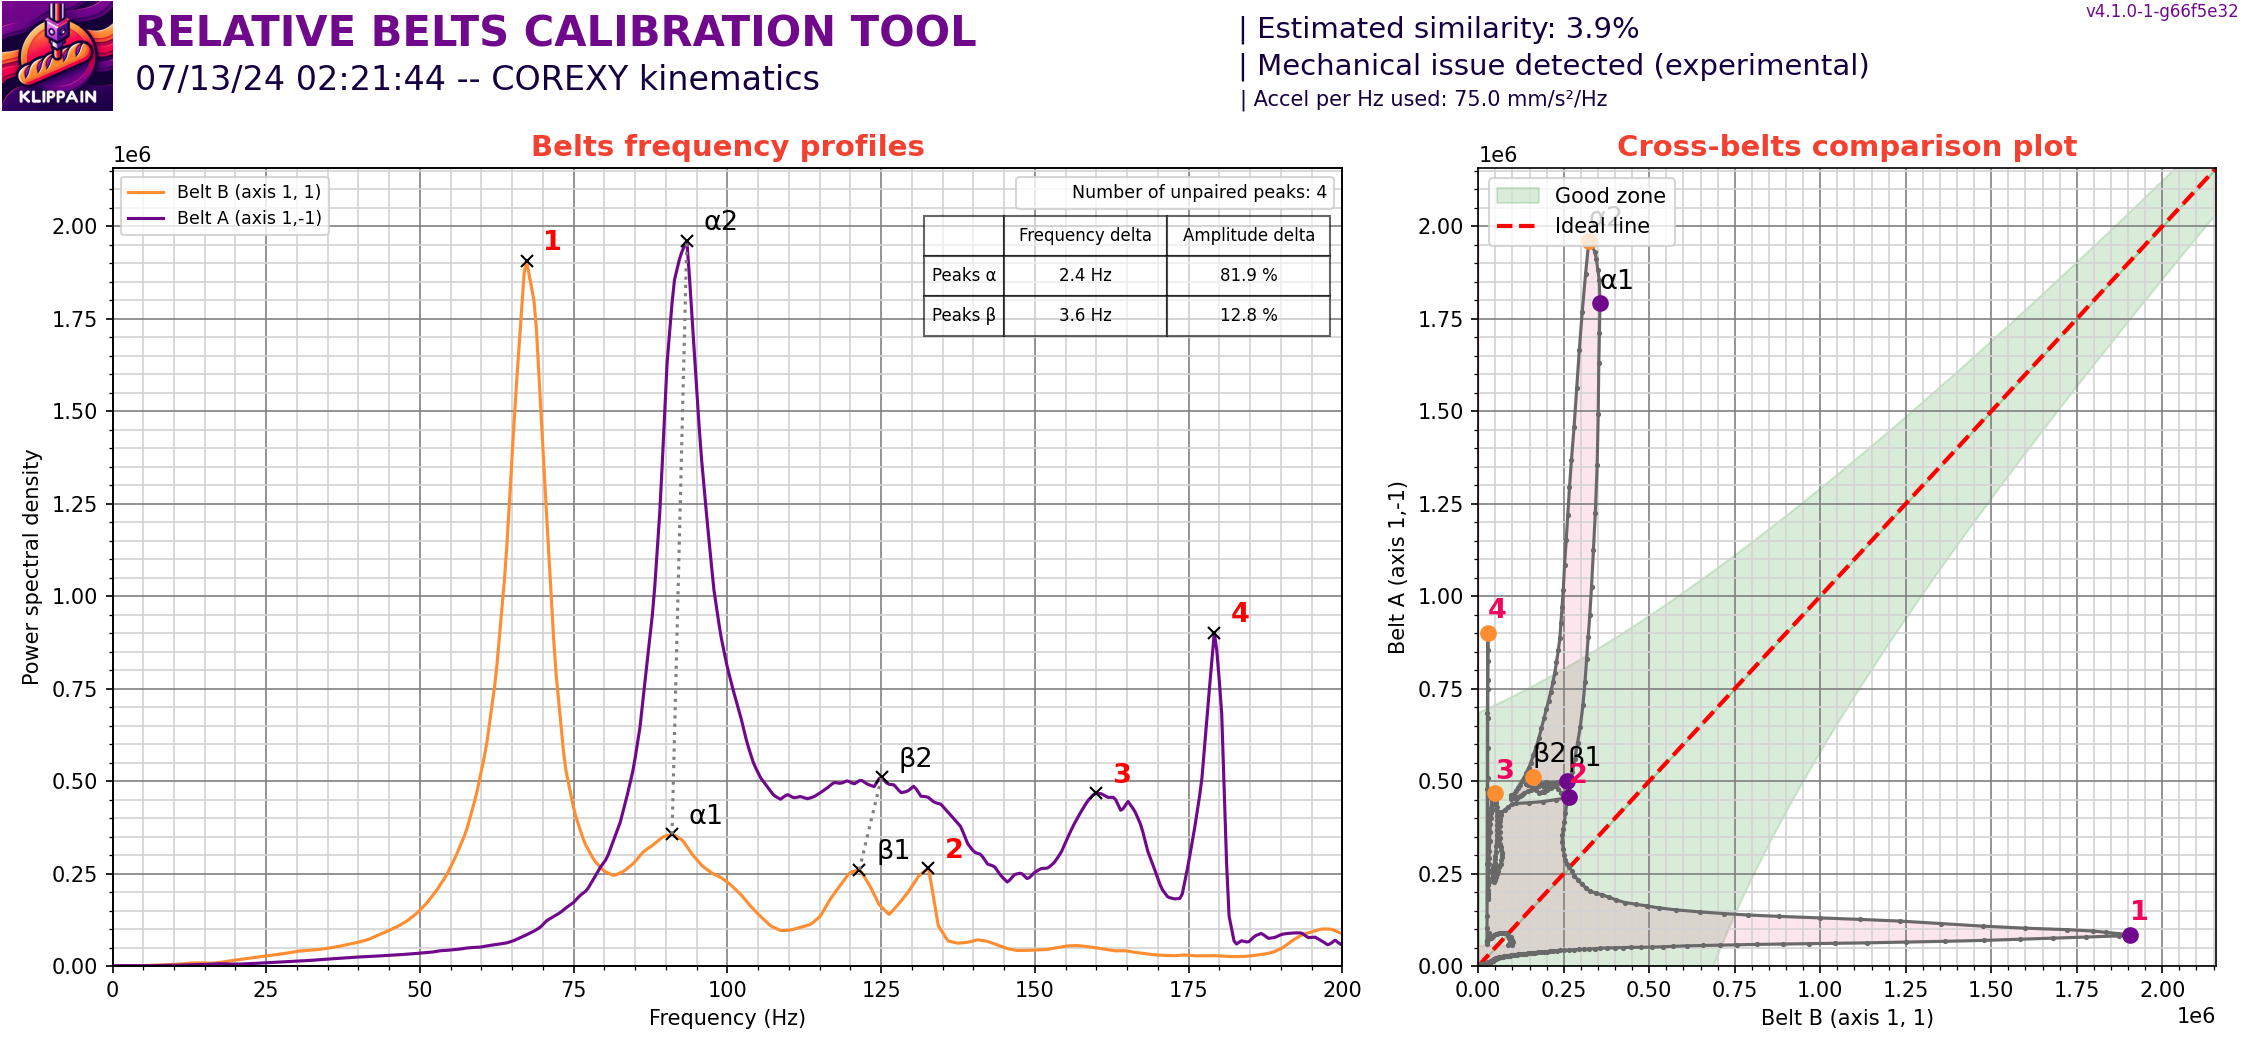 KLIPPAIN
RELATIVE BELTS CALIBRATION TOOL
07/13/24 02:21:44 -- COREXY kinematics
| Estimated similarity: 3.9%
| Mechanical issue detected (experimental)
| Accel per Hz used: 75.0 mm/s²/Hz
v4.1.0-1-g66f5e32
Belts frequency profiles
1e6
Belt B (axis 1, 1)
Belt A (axis 1,-1)
Number of unpaired peaks: 4
Frequency delta Amplitude delta
Peaks α 2.4 Hz 81.9 %
Peaks β 3.6 Hz 12.8 %
1
α2
4
β2
3
α1
β1
2
2.00
1.75
1.50
1.25
1.00
0.75
0.50
0.25
0.00
Power spectral density
0 25 50 75 100 125 150 175 200
Frequency (Hz)
Cross-belts comparison plot
1e6
Good zone
Ideal line
α2
α1
4
β2
β1
3
2
1
2.00
1.75
1.50
1.25
1.00
0.75
0.50
0.25
0.00
Belt A (axis 1,-1)
0.00 0.25 0.50 0.75 1.00 1.25 1.50 1.75 2.00
Belt B (axis 1, 1)
1e6